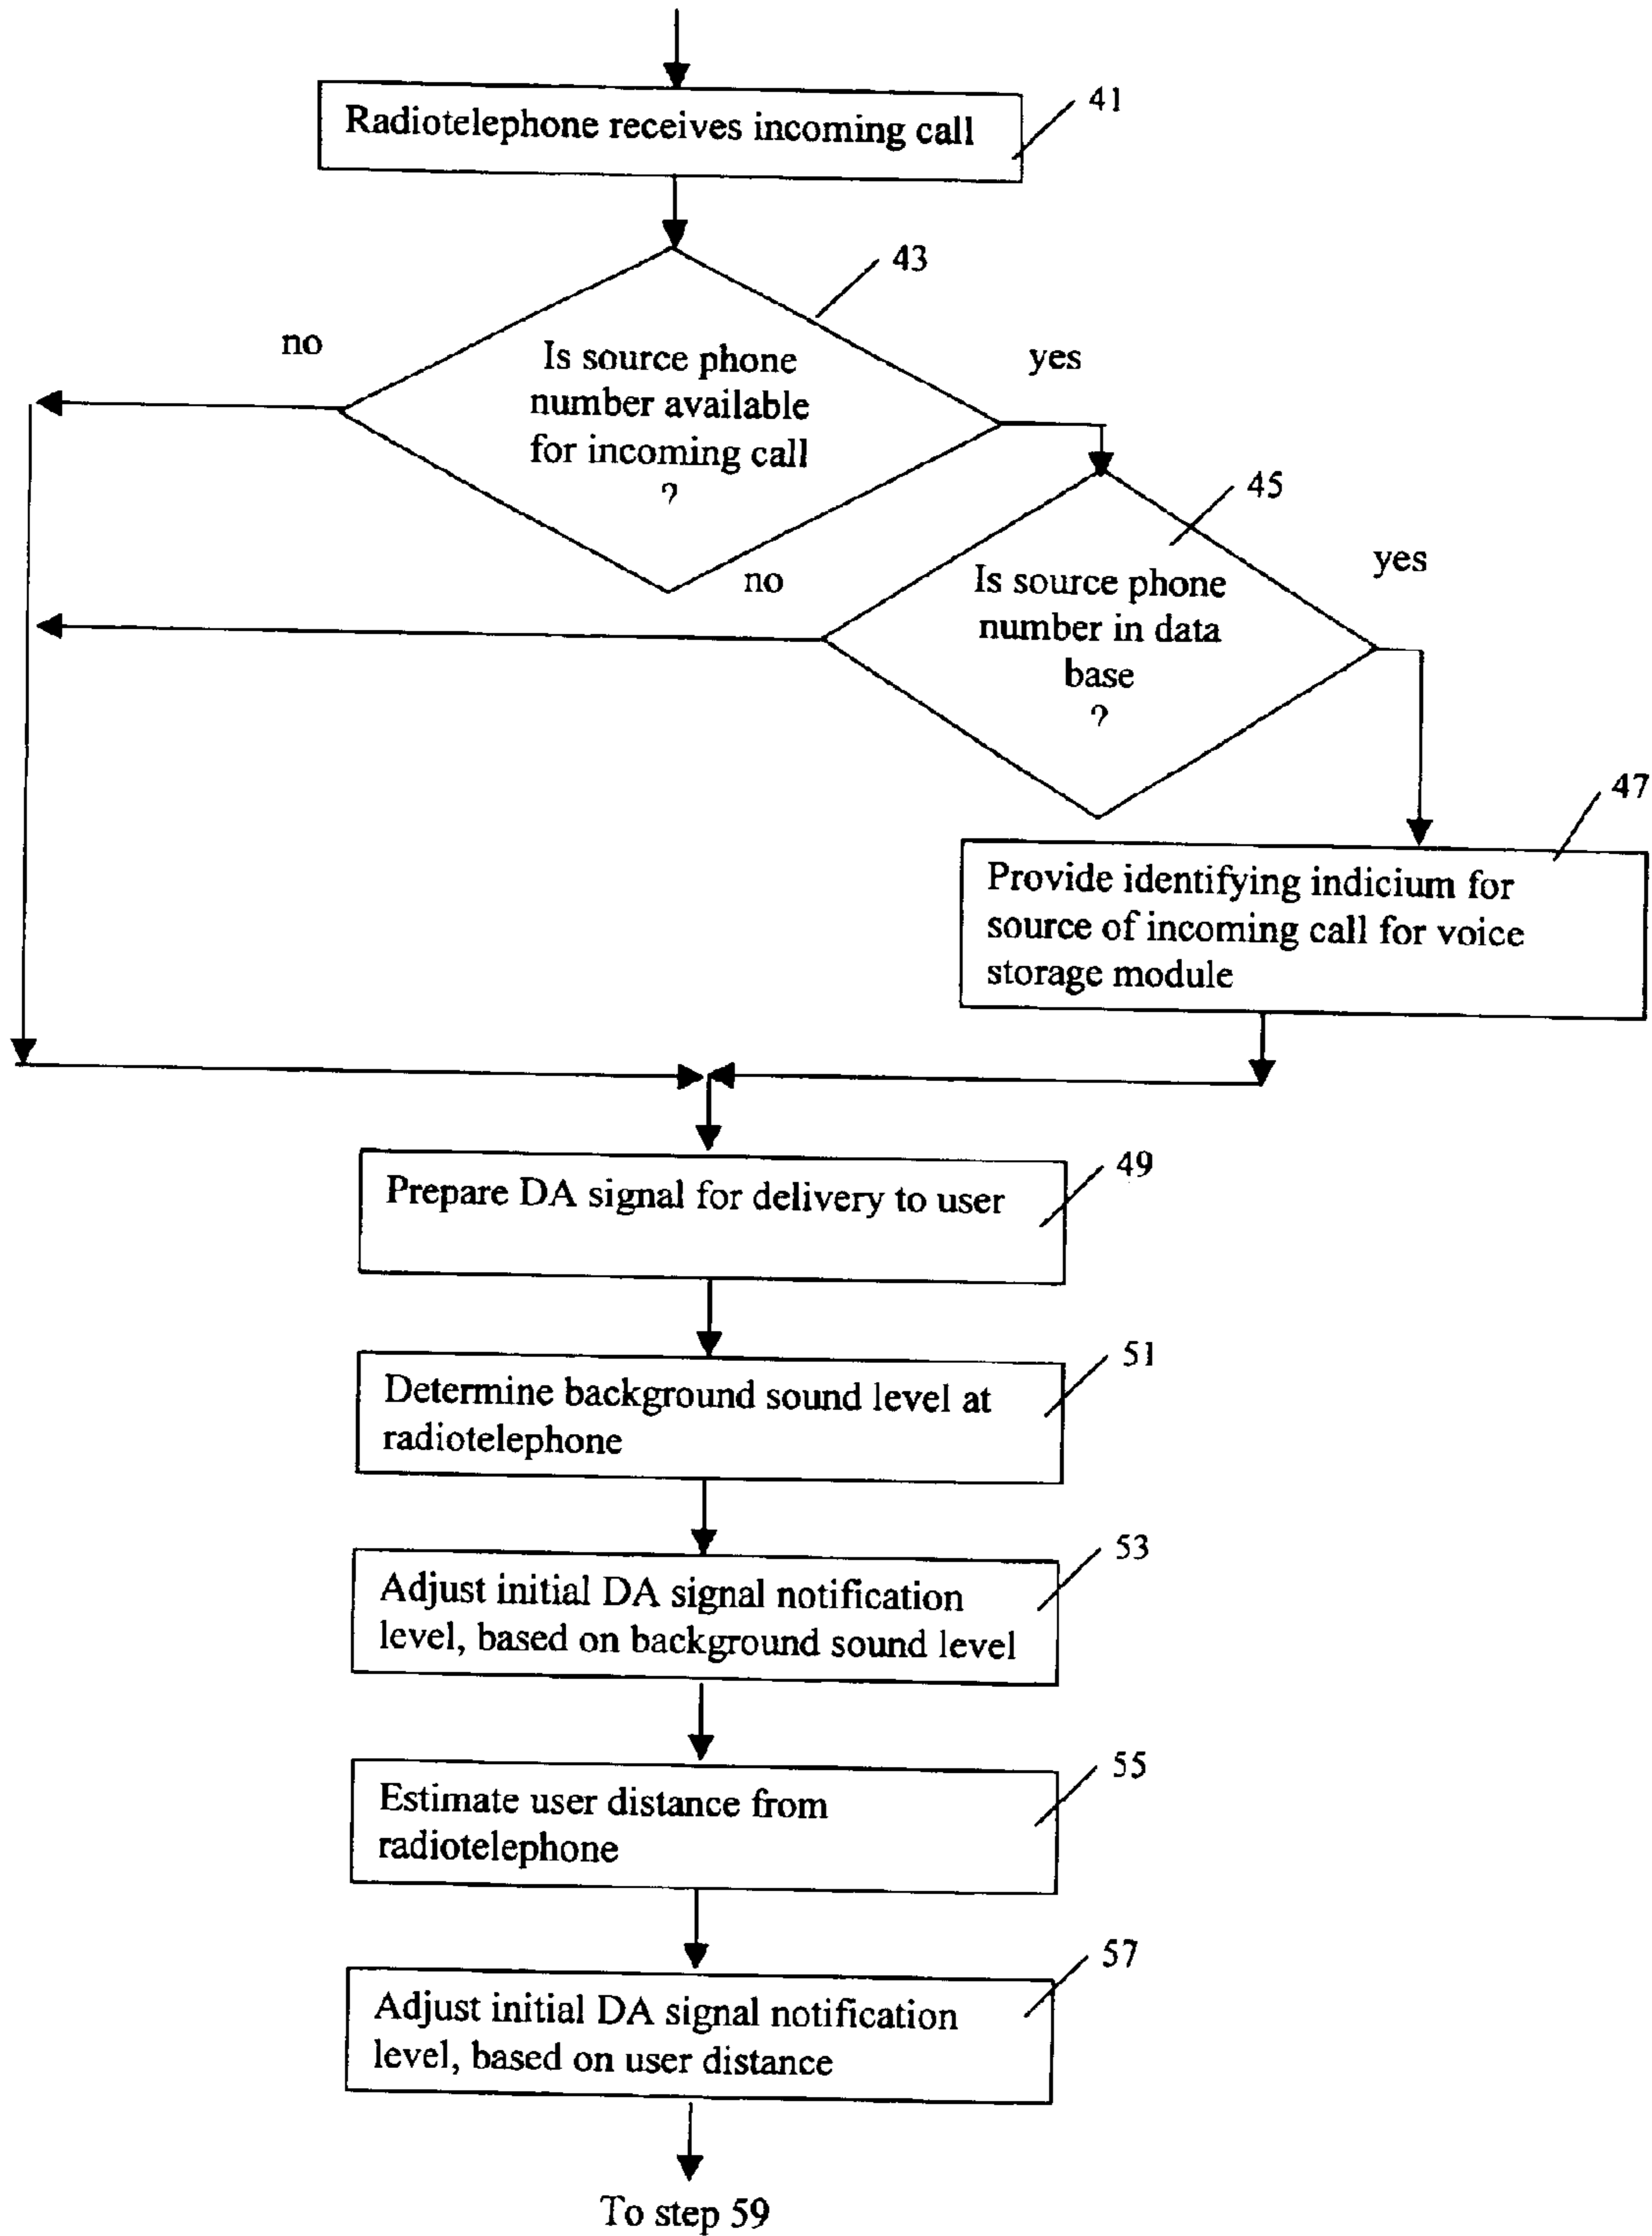 Radiotelephone receives incoming call
41
43
no
Is source phone
number available
for incoming call
?
yes
45
no
Is source phone
number in data
base
?
yes
47
Provide identifying indicium for
source of incoming call for voice
storage module
49
Prepare DA signal for delivery to user
51
Determine background sound level at
radiotelephone
53
Adjust initial DA signal notification
level, based on background sound level
55
Estimate user distance from
radiotelephone
57
Adjust initial DA signal notification
level, based on user distance
To step 59